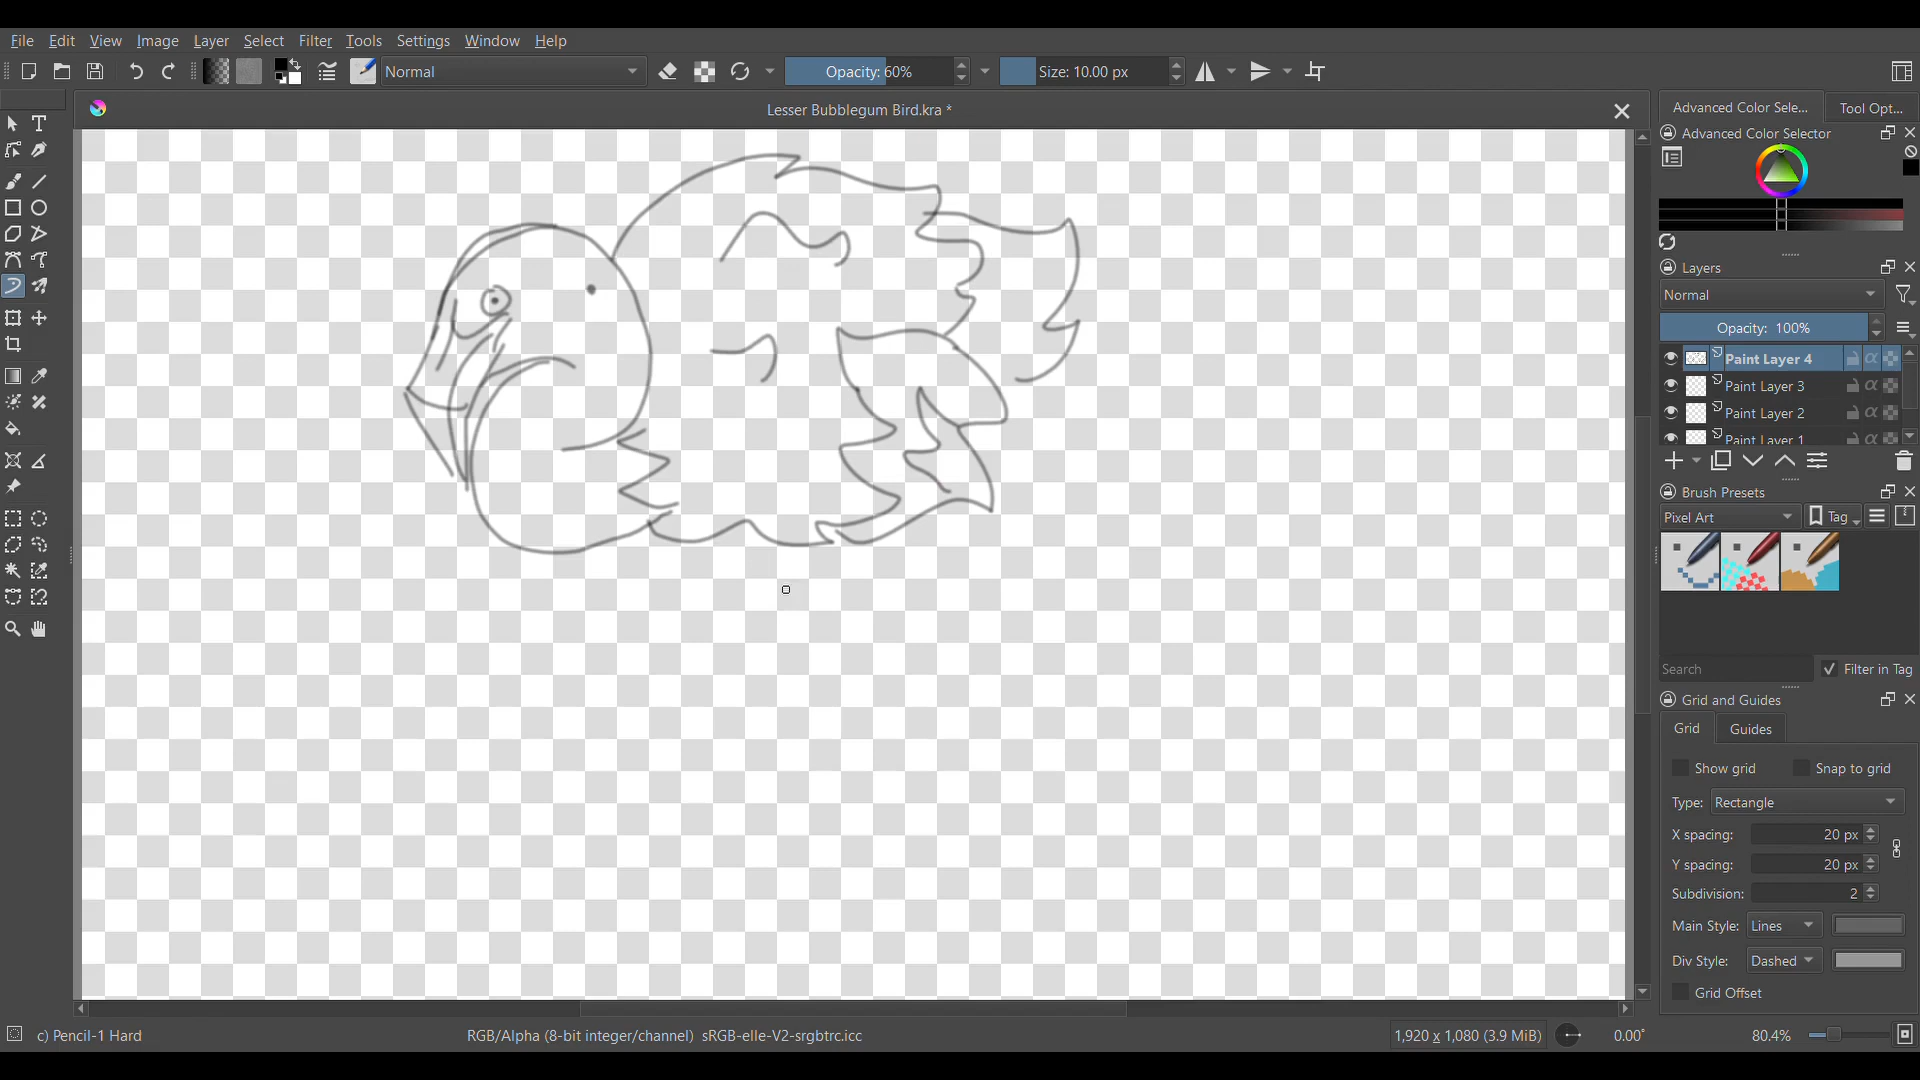 File Edit View Image Layer Select Filter Tools Settings Window Help
Normal Opacity: 60% Size: 10.00 px
Lesser Bubblegum Bird.kra *
Advanced Color Sele... Tool Opt...
Advanced Color Selector
Layers
Normal
Opacity: 100%
Paint Layer 4
Paint Layer 3
Paint Layer 2
Paint Layer 1
Brush Presets
Pixel Art Tag
Search Filter in Tag
Grid and Guides
Grid Guides
Show grid Snap to grid
Type: Rectangle
X spacing: 20 px
Y spacing: 20 px
Subdivision: 2
Main Style: Lines
Div Style: Dashed
Grid Offset
c) Pencil-1 Hard RGB/Alpha (8-bit integer/channel) sRGB-elle-V2-srgbtrc.icc 1,920 x 1,080 (3.9 MiB) 0.00° 80.4%